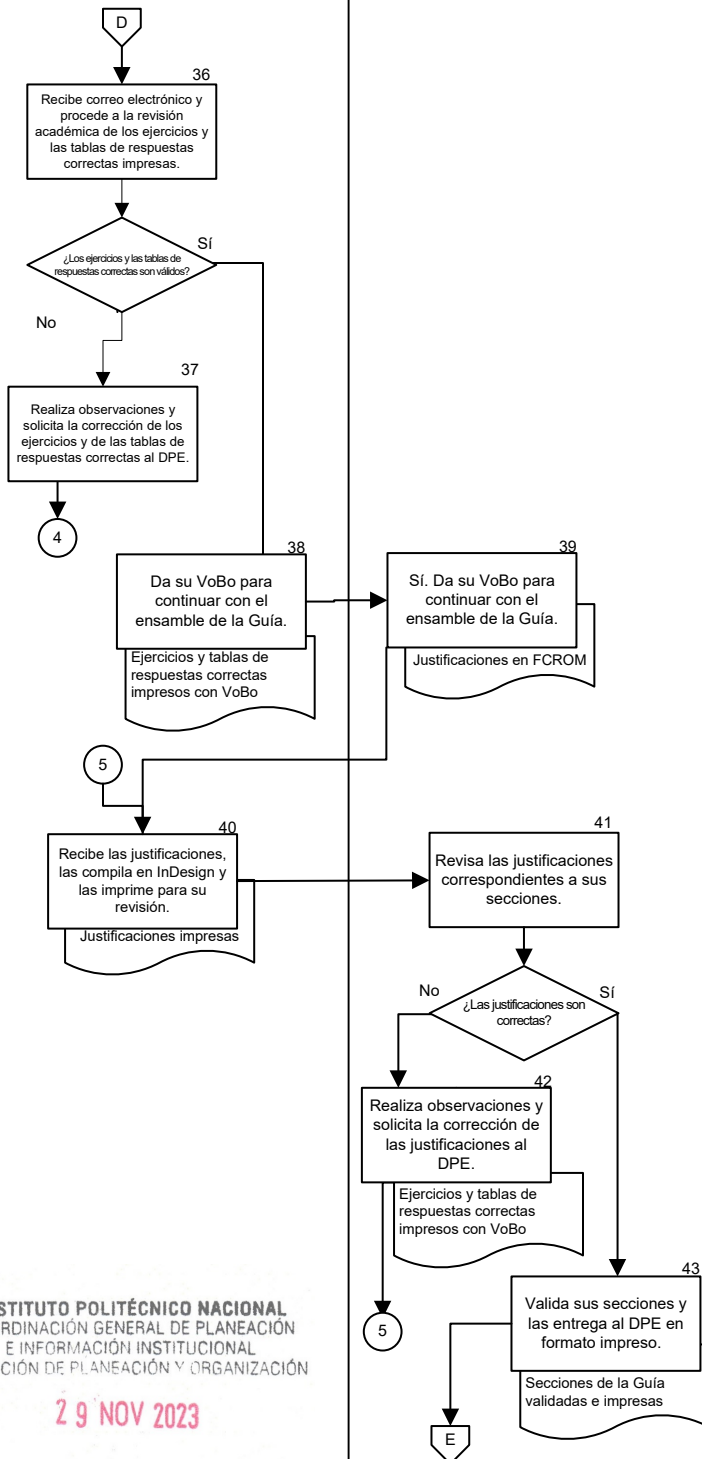 D
36
Recibe correo electrónico y
procede a la revisión
académica de los ejercicios y
las tablas de respuestas
correctas impresas.
¿Los ejercicios y las tablas de
respuestas correctas son válidos?
Sí
No
37
Realiza observaciones y
solicita la corrección de los
ejercicios y de las tablas de
respuestas correctas al DPE.
4
38
Da su VoBo para
continuar con el
ensamble de la Guía.
Ejercicios y tablas de
respuestas correctas
impresos con VoBo
39
Sí. Da su VoBo para
continuar con el
ensamble de la Guía.
Justificaciones en FCROM
5
40
Recibe las justificaciones,
las compila en InDesign y
las imprime para su
revisión.
Justificaciones impresas
41
Revisa las justificaciones
correspondientes a sus
secciones.
¿Las justificaciones son
correctas?
No
Sí
42
Realiza observaciones y
solicita la corrección de
las justificaciones al
DPE.
Ejercicios y tablas de
respuestas correctas
impresos con VoBo
5
43
Valida sus secciones y
las entrega al DPE en
formato impreso.
Secciones de la Guía
validadas e impresas
E
STITUTO POLITÉCNICO NACIONAL
RDINACIÓN GENERAL DE PLANEACIÓN
E INFORMACIÓN INSTITUCIONAL
CIÓN DE PLANEACIÓN Y ORGANIZACIÓN
29 NOV 2023